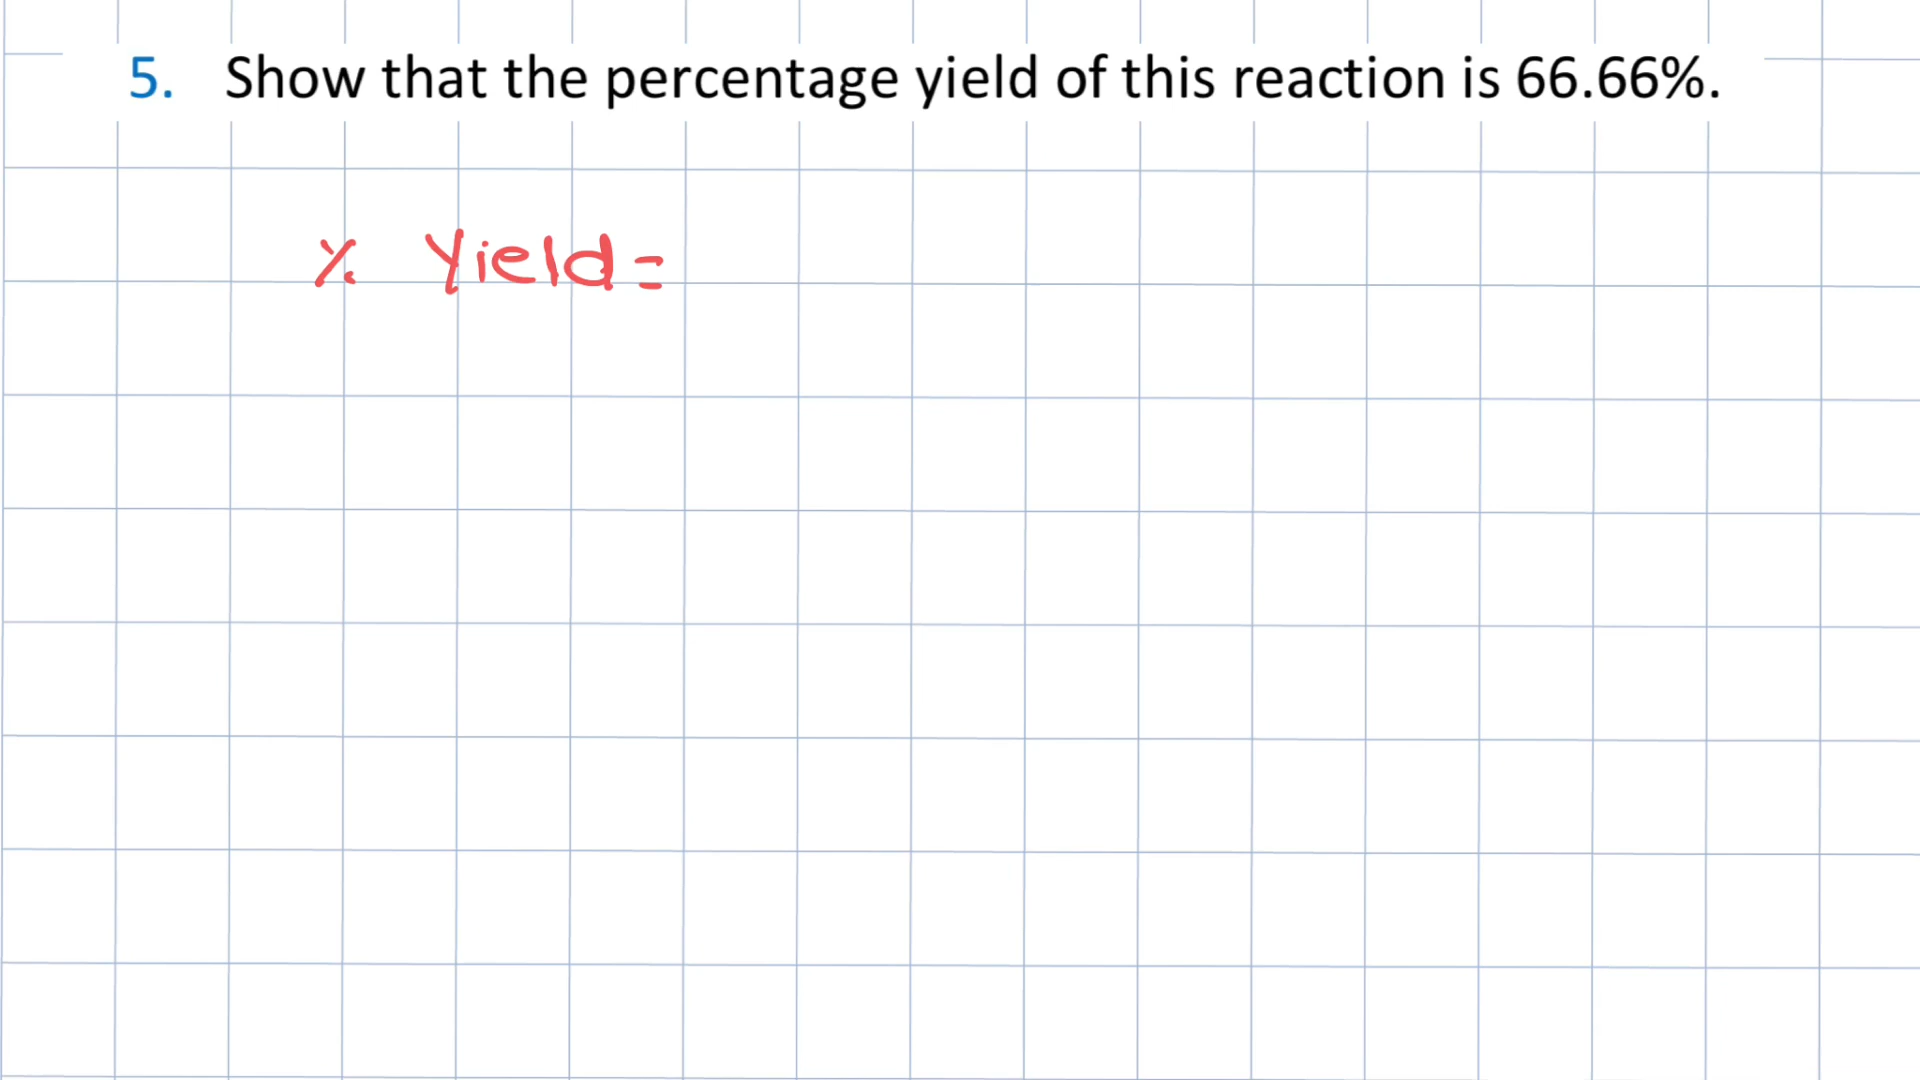 5. Show that the percentage yield of this reaction is 66.66%.
% Yield=